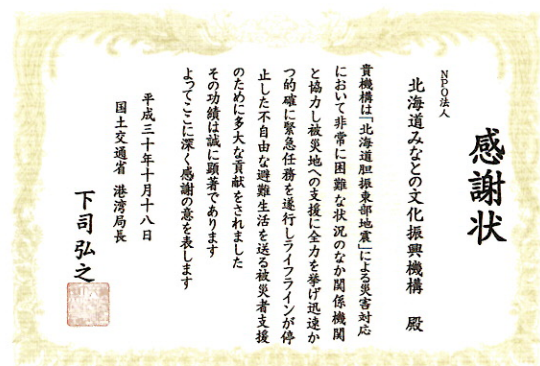 感謝状
NPO法人
北海道みなとの文化振興機構 殿
貴機構は「北海道胆振東部地震」による災害対応
において非常に困難な状況のなか関係機関
と協力し被災地への支援に全力を挙げ迅速か
つ的確に緊急任務を遂行しライフラインが停
止した不自由な避難生活を送る被災者支援
のために多大な貢献をされました
その功績は誠に顕著であります
よってここに深く感謝の意を表します
平成三十年十月十八日
国土交通省 港湾局長
下司弘之